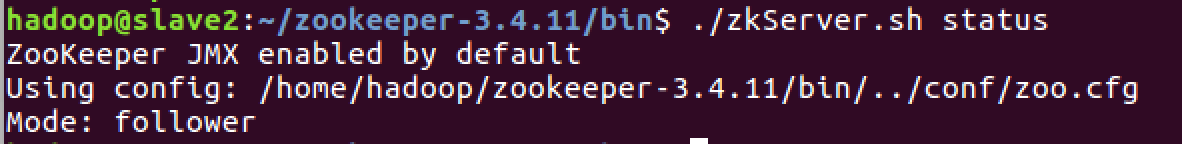 hadoop@slave2:~/zookeeper-3.4.11/bin$ ./zkServer.sh status
ZooKeeper JMX enabled by default
Using config: /home/hadoop/zookeeper-3.4.11/bin/../conf/zoo.cfg
Mode: follower